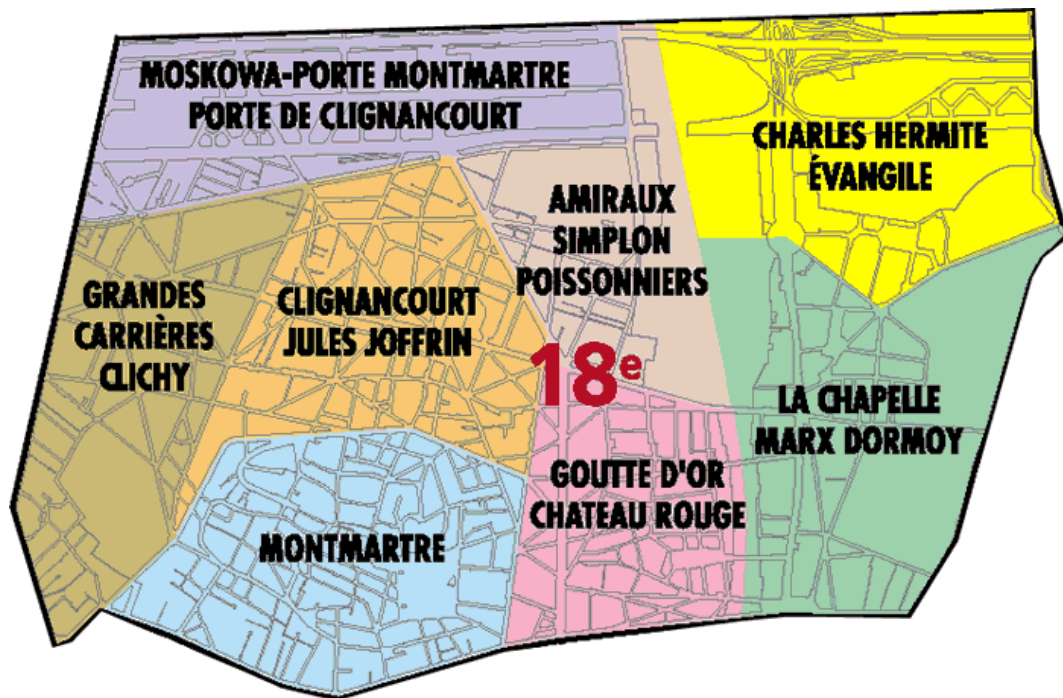 MOSKOWA-PORTE MONTMARTRE
PORTE DE CLIGNANCOURT
CHARLES HERMITE
ÉVANGILE
AMIRAUX
SIMPLON
POISSONNIERS
GRANDES
CARRIÈRES
CLICHY
CLIGNANCOURT
JULES JOFFRIN
18e
LA CHAPELLE
MARX DORMOY
GOUTTE D'OR
CHATEAU ROUGE
MONTMARTRE